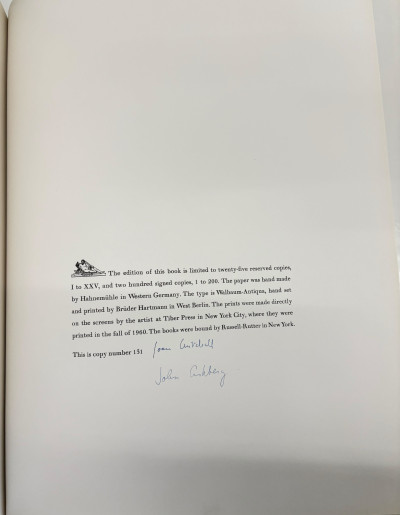 The edition of this book is limited to twenty-five reserved copies,
I to XXV, and two hundred signed copies, 1 to 200. The paper was hand made
by Hahnemühle in Western Germany. The type is Walbaum-Antiqua, hand set
and printed by Brüder Hartmann in West Berlin. The prints were made directly
on the screens by the artist at Tiber Press in New York City, where they were
printed in the fall of 1960. The books were bound by Russell-Rutter in New York.
This is copy number 131 Joan Mitchell
John Ashbery